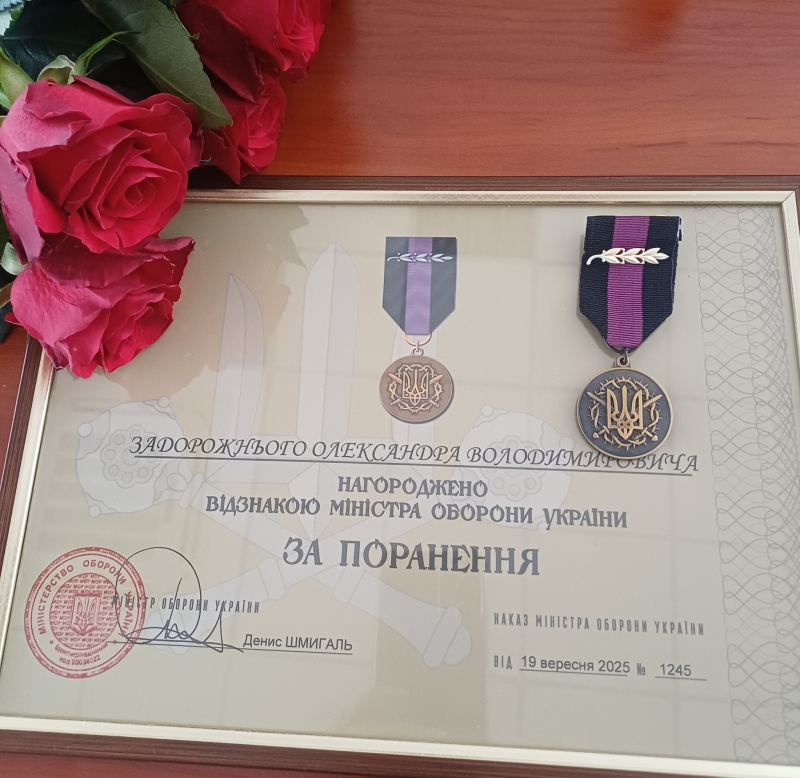 ЗАДОРОЖНЬОГО ОЛЕКСАНДРА ВОЛОДИМИРОВИЧА
НАГОРОДЖЕНО
ВІДЗНАКОЮ МІНІСТРА ОБОРОНИ УКРАЇНИ
ЗА ПОРАНЕННЯ
МІНІСТЕРСТВО ОБОРОНИ УКРАЇНИ
МІНІСТР ОБОРОНИ УКРАЇНИ
Денис ШМИГАЛЬ
НАКАЗ МІНІСТРА ОБОРОНИ УКРАЇНИ
ВІД 19 вересня 2025 № 1245